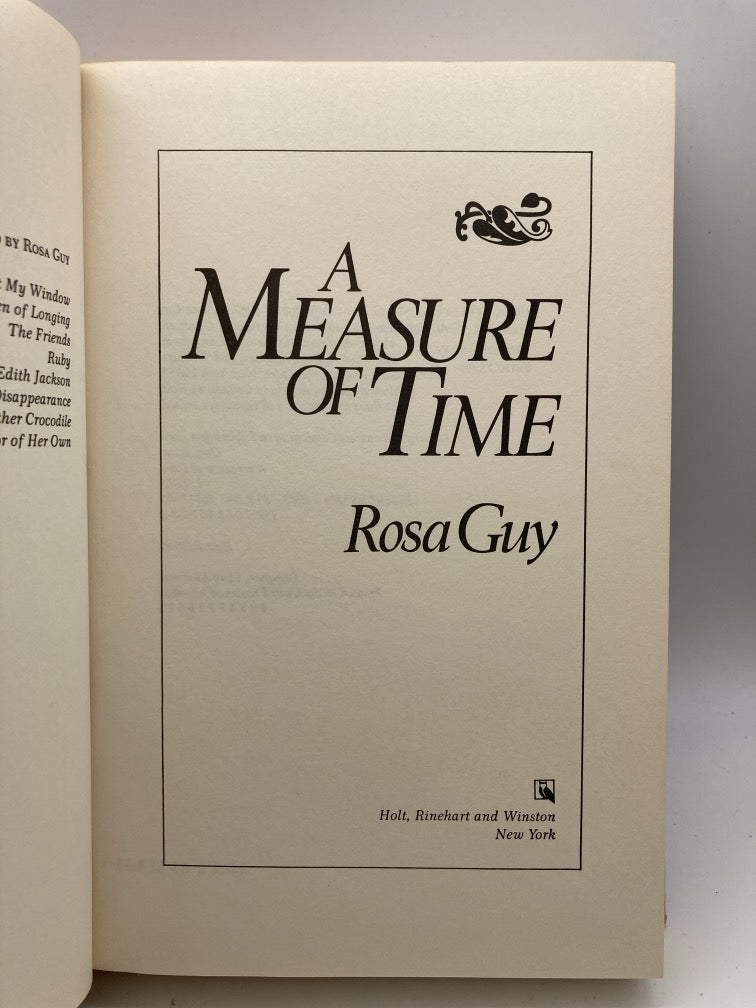 BY ROSA GUY
My Window
of Longing
The Friends
Ruby
Edith Jackson
Disappearance
Crocodile
of Her Own
A
MEASURE
OF TIME
Rosa Guy
Holt, Rinehart and Winston
New York